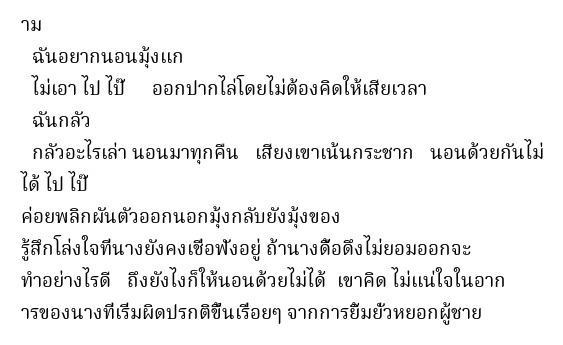 าม
ฉันอยากนอนมุ้งแก
ไม่เอา ไป ไป๊ ออกปากไล่โดยไม่ต้องคิดให้เสียเวลา
ฉันกลัว
กลัวอะไรเล่า นอนมาทุกคืน เสียงเขาเน้นกระชาก นอนด้วยกันไม่
ได้ ไป ไป๊
ค่อยพลิกผันตัวออกนอกมุ้งกลับยังมุ้งของ
รู้สึกโล่งใจที่นางยังคงเชื่อฟังอยู่ ถ้านางดื้อดึงไม่ยอมออกจะ
ทำอย่างไรดี ถึงยังไงก็ให้นอนด้วยไม่ได้ เขาคิด ไม่แน่ใจในอาก
ารของนางที่เริ่มผิดปรกติขึ้นเรื่อยๆ จากการยิ้มยั่วหยอกผู้ชาย